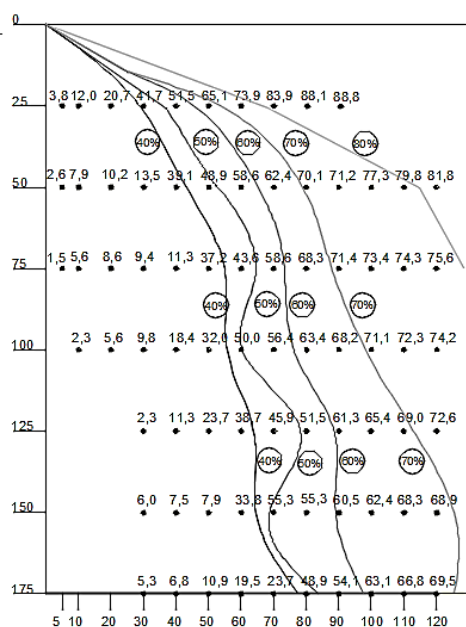 0
25 3,8 12,0 20,7 41,7 51,5 65,1 73,9 83,9 88,1 88,8
40% 50% 60% 70% 80%
50 2,6 7,9 10,2 13,5 39,1 48,9 58,6 62,4 70,1 71,2 77,3 79,8 81,8
75 1,5 5,6 8,6 9,4 11,3 37,2 43,6 58,6 68,3 71,4 73,4 74,3 75,6
40% 50% 60% 70%
100 2,3 5,6 9,8 18,4 32,0 50,0 56,4 63,4 68,2 71,1 72,3 74,2
125 2,3 11,3 23,7 38,7 45,9 51,5 61,3 65,4 69,0 72,6
40% 50% 60% 70%
150 6,0 7,5 7,9 33,8 55,3 55,3 60,5 62,4 68,3 68,9
175 5,3 6,8 10,9 19,5 23,7 48,9 54,1 63,1 66,8 69,5
5 10 20 30 40 50 60 70 80 90 100 110 120